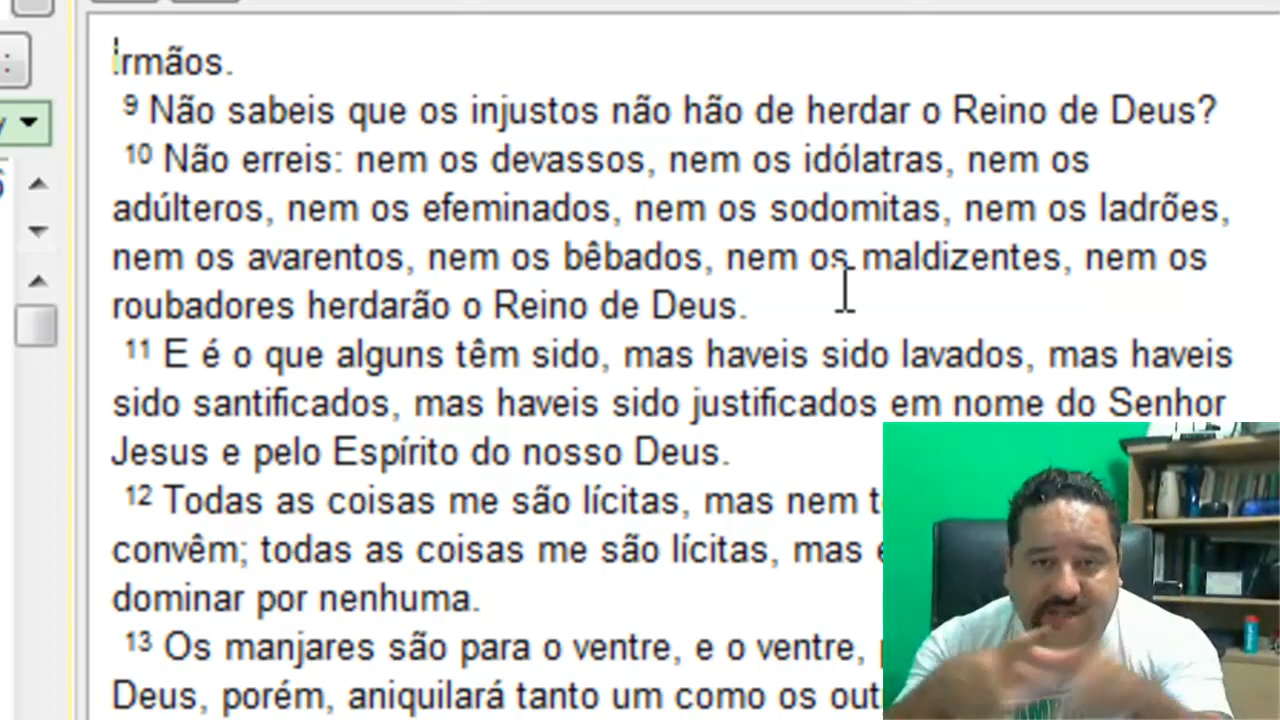 irmãos.
9 Não sabeis que os injustos não hão de herdar o Reino de Deus?
10 Não erreis: nem os devassos, nem os idólatras, nem os
adúlteros, nem os efeminados, nem os sodomitas, nem os ladrões,
nem os avarentos, nem os bêbados, nem os maldizentes, nem os
roubadores herdarão o Reino de Deus.
11 E é o que alguns têm sido, mas haveis sido lavados, mas haveis
sido santificados, mas haveis sido justificados em nome do Senhor
Jesus e pelo Espírito do nosso Deus.
12 Todas as coisas me são lícitas, mas nem
convêm; todas as coisas me são lícitas, mas
dominar por nenhuma.
13 Os manjares são para o ventre, e o ventre,
Deus, porém, aniquilará tanto um como os